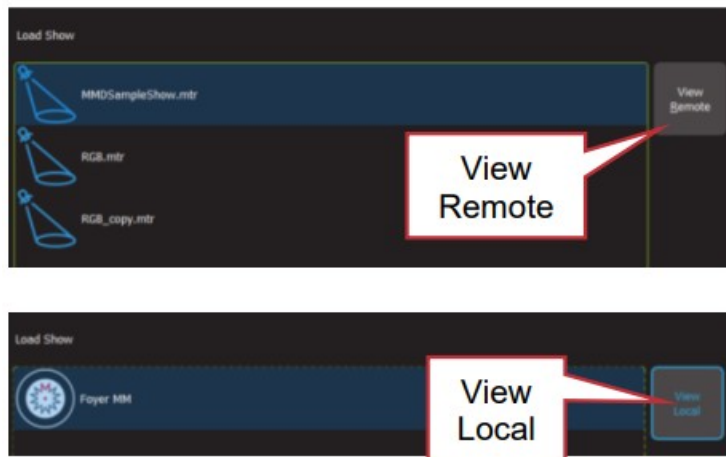 Load Show
MMDSampleShow.mtr
View
Remote
RGB.mtr
View
Remote
RGB_copy.mtr
Load Show
Foyer MM
View
Local
View
Local